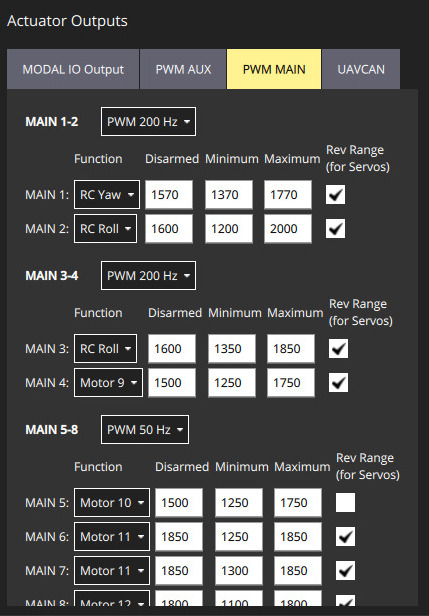 Actuator Outputs
MODAL IO Output PWM AUX PWM MAIN UAVCAN
MAIN 1-2 PWM 200 Hz
Function Disarmed Minimum Maximum Rev Range (for Servos)
MAIN 1: RC Yaw 1570 1370 1770
MAIN 2: RC Roll 1600 1200 2000
MAIN 3-4 PWM 200 Hz
Function Disarmed Minimum Maximum Rev Range (for Servos)
MAIN 3: RC Roll 1600 1350 1850
MAIN 4: Motor 9 1500 1250 1750
MAIN 5-8 PWM 50 Hz
Function Disarmed Minimum Maximum Rev Range (for Servos)
MAIN 5: Motor 10 1500 1250 1750
MAIN 6: Motor 11 1850 1250 1850
MAIN 7: Motor 11 1850 1300 1850
MAIN 8: Motor 12 1800 1100 1800